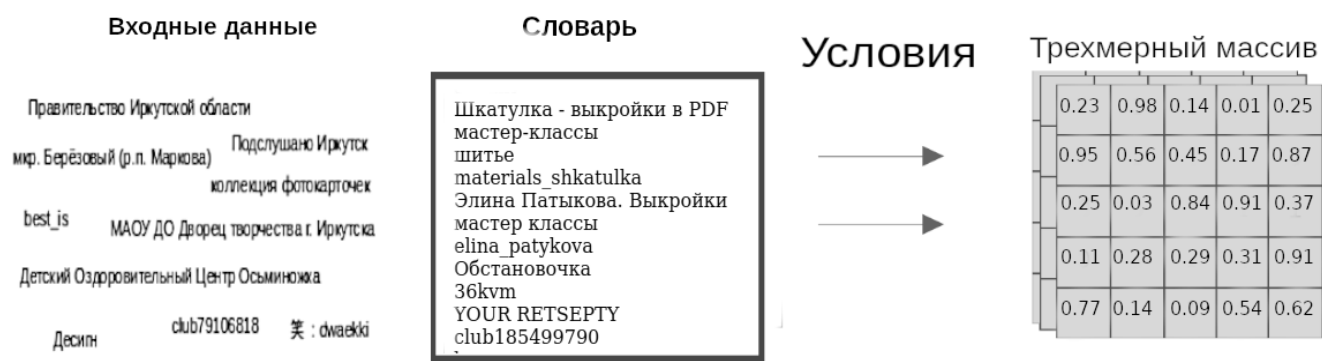 Входные данные
Словарь
Условия
Трехмерный массив
Правительство Иркутской области
Подслушано Иркутск
мкр. Берёзовый (р.п. Маркова)
коллекция фотокарточек
best_is
МАОУ ДО Дворец творчества г. Иркутска
Детский Оздоровительный Центр Осьминожка
club79106818
笑 : dwaekki
Десигн
Шкатулка - выкройки в PDF
мастер-классы
шитье
materials_shkatulka
Элина Патыкова. Выкройки
мастер классы
elina_patykova
Обстановочка
36kvm
YOUR RETSEPTY
club185499790
0.23 0.98 0.14 0.01 0.25
0.95 0.56 0.45 0.17 0.87
0.25 0.03 0.84 0.91 0.37
0.11 0.28 0.29 0.31 0.91
0.77 0.14 0.09 0.54 0.62